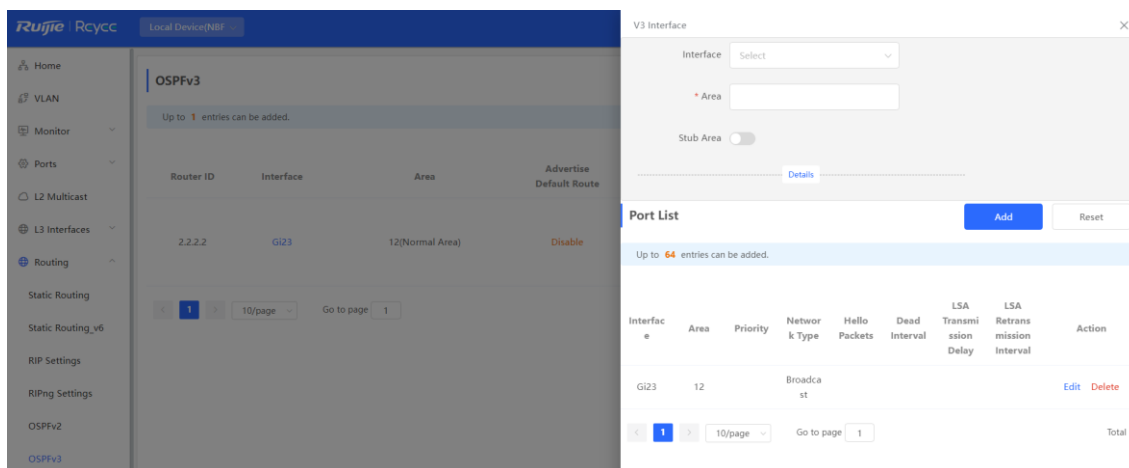 Ruijie | Rcycc
Local Device(NBF
Home
VLAN
Monitor
Ports
L2 Multicast
L3 Interfaces
Routing
Static Routing
Static Routing_v6
RIP Settings
RIPng Settings
OSPFv2
OSPFv3
OSPFv3
Up to 1 entries can be added.
Router ID Interface Area Advertise
Default Route
2.2.2.2 Gi23 12(Normal Area) Disable
< 1 > 10/page Go to page 1
V3 Interface
Interface Select
* Area
Stub Area
Details
Port List Add Reset
Up to 64 entries can be added.
LSA LSA
Interfac Networ Hello Dead Transmi Retrans
Area Priority Action
e k Type Packets Interval ssion mission
Delay Interval
Gi23 12 Broadca Edit Delete
st
< 1 > 10/page Go to page 1 Total